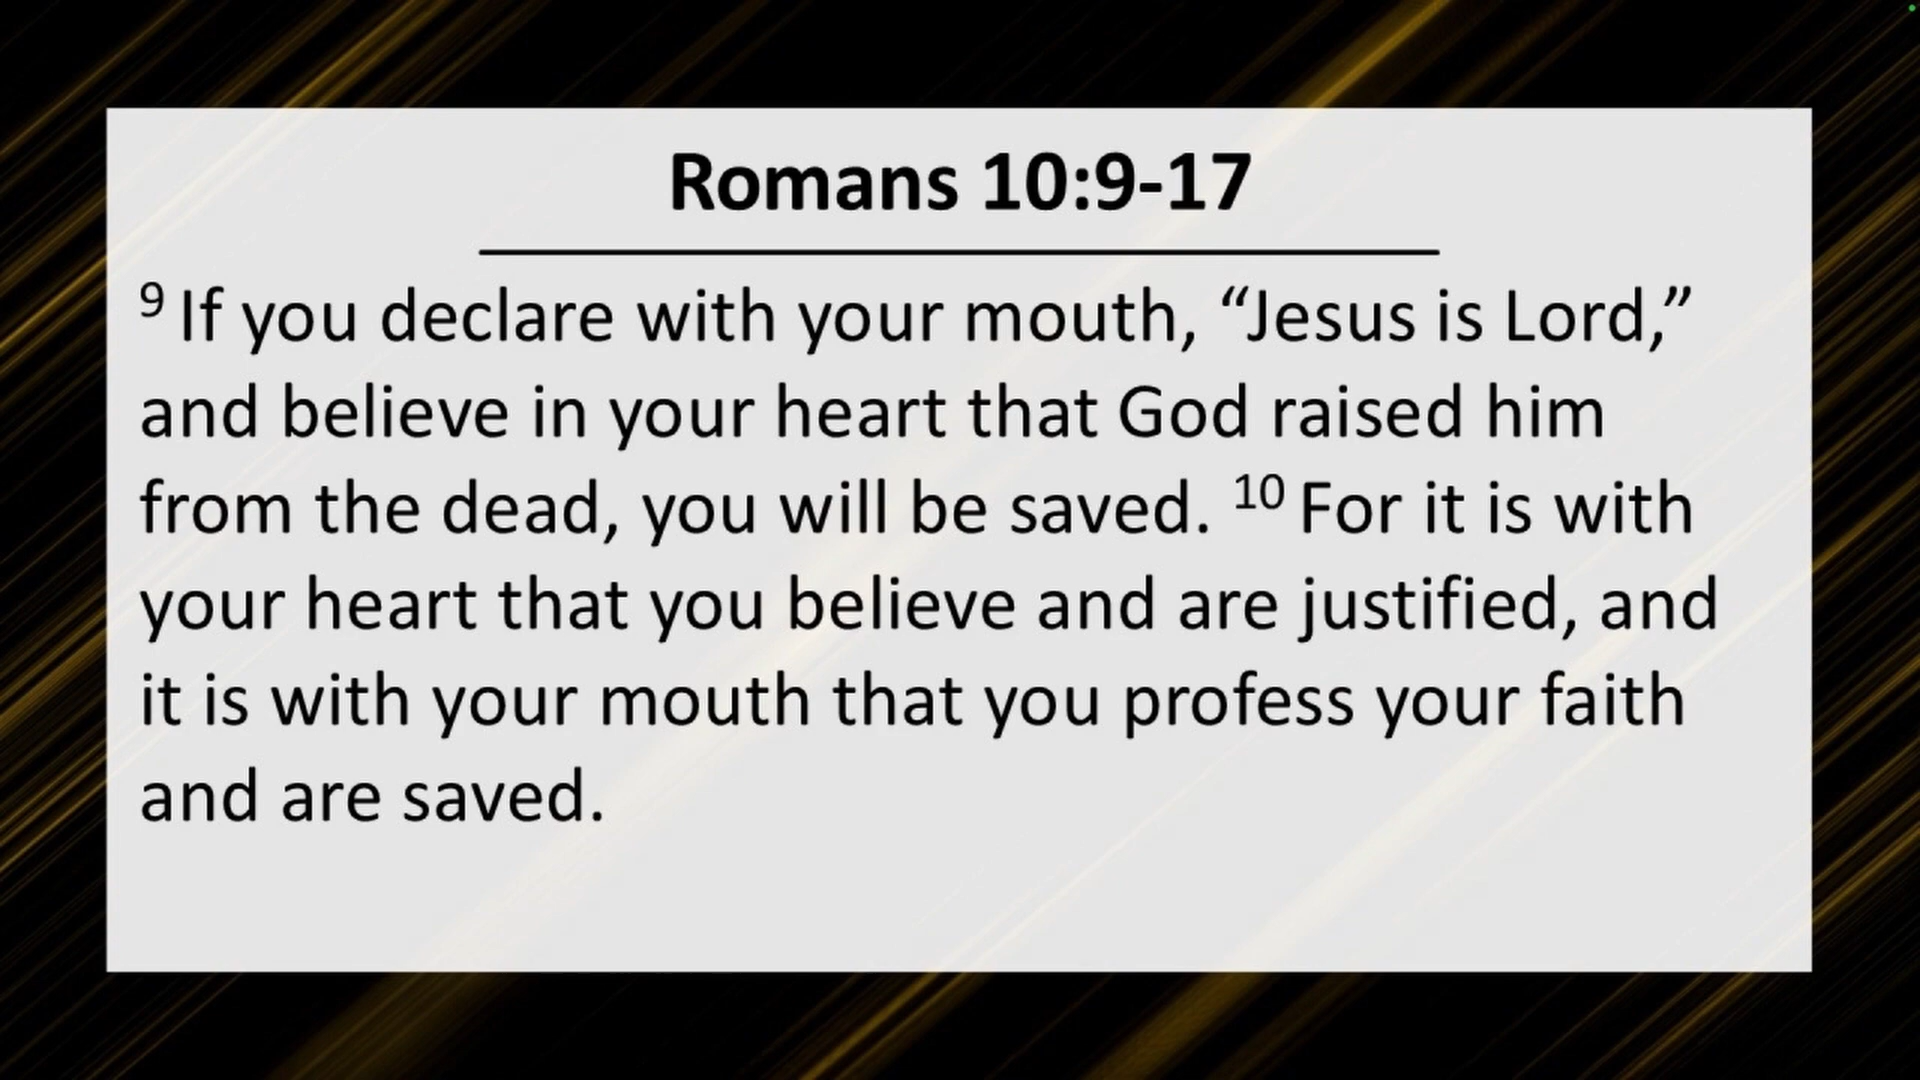 Romans 10:9-17
9 If you declare with your mouth, “Jesus is Lord,”
and believe in your heart that God raised him
from the dead, you will be saved. 10 For it is with
your heart that you believe and are justified, and
it is with your mouth that you profess your faith
and are saved.